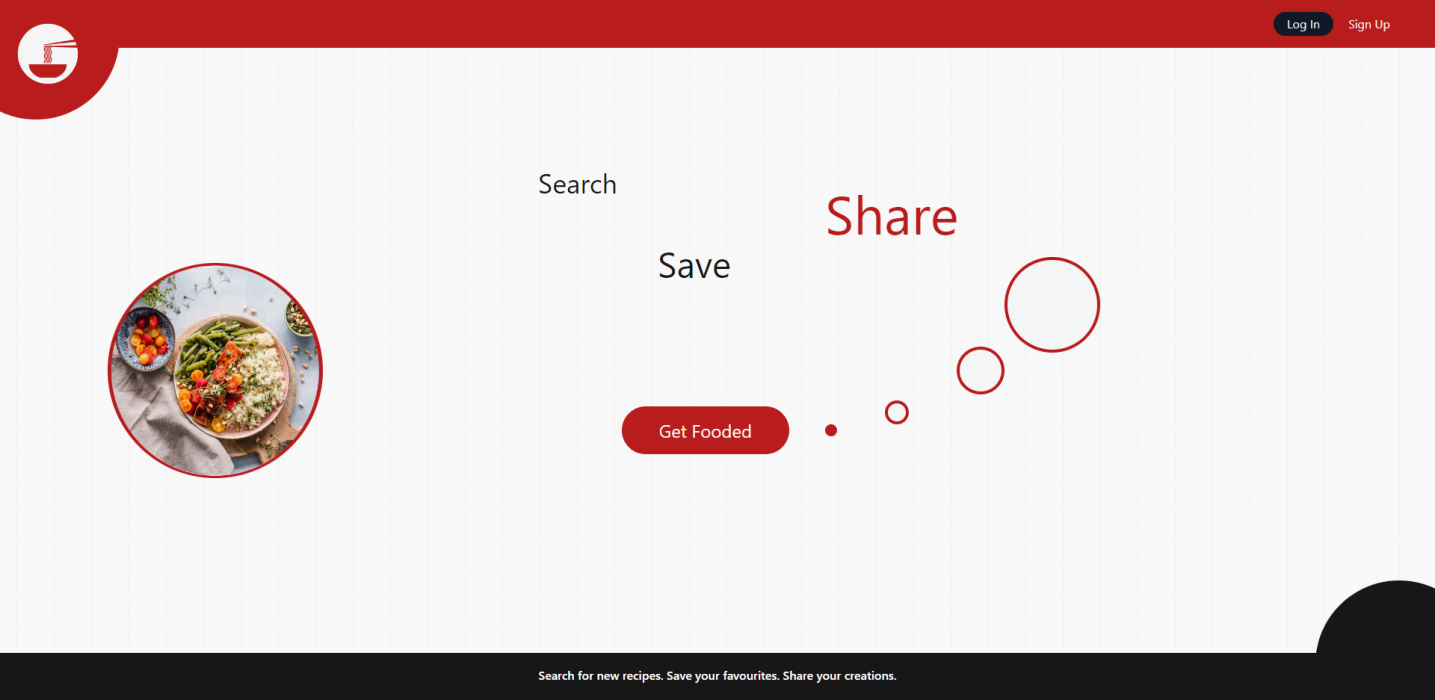 Log In
Sign Up
Search
Share
Save
Get Fooded
Search for new recipes. Save your favourites. Share your creations.